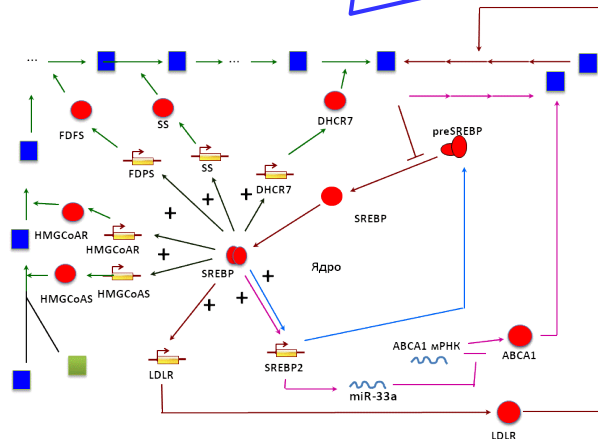 ...
...
FDFS
SS
DHCR7
preSREBP
FDPS
SS
DHCR7
+
+
+
SREBP
HMGCoAR
HMGCoAR
+
SREBP
+
Ядро
HMGCoAS
HMGCoAS
+
+
ABCA1 мРНК
ABCA1
LDLR
SREBP2
miR-33a
LDLR